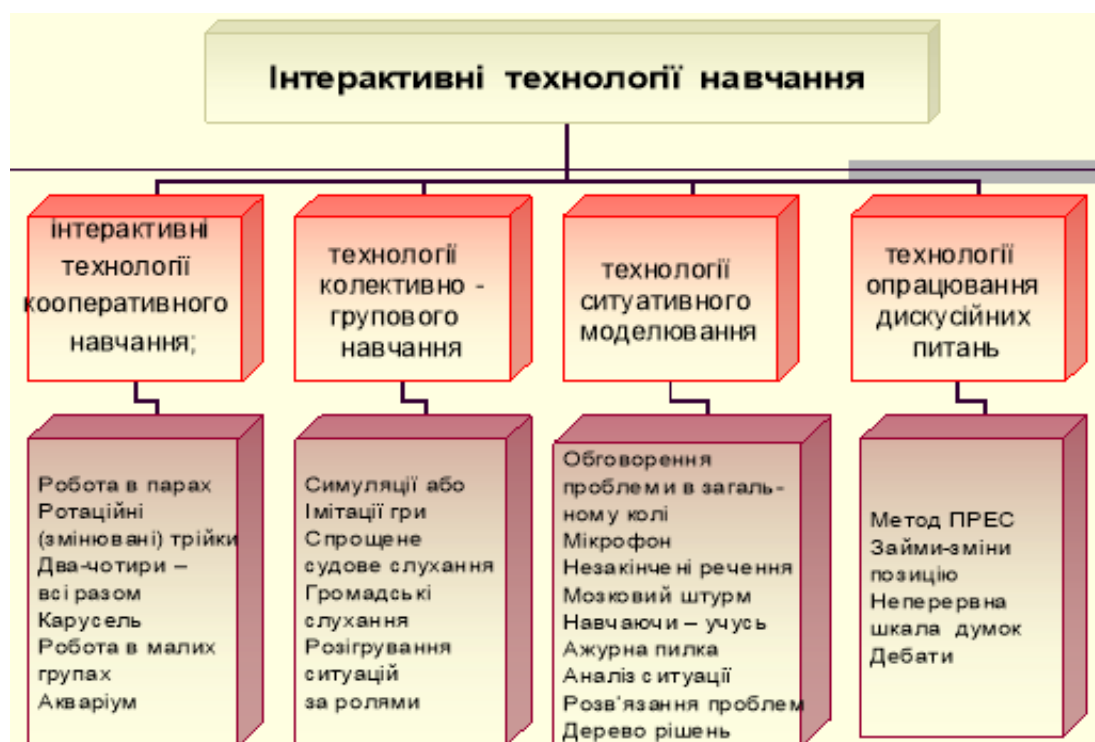 Інтерактивні технології навчання
інтерактивні
технології
кооперативного
навчання;
технології
колективно -
групового
навчання
технології
ситуативного
моделювання
технології
опрацювання
дискусійних
питань
Робота в парах
Ротаційні
(змінювані) трійки
Два-чотири –
всі разом
Карусель
Робота в малих
групах
Акваріум
Симуляції або
Імітації гри
Спрощене
судове слухання
Громадські
слухання
Розігрування
ситуацій
за ролями
Обговорення
проблеми в загаль-
ному колі
Мікрофон
Незакінчені речення
Мозковий штурм
Навчаючи – учусь
Ажурна пилка
Аналіз ситуації
Розв'язання проблем
Дерево рішень
Метод ПРЕС
Займи-зміни
позицію
Неперервна
шкала думок
Дебати